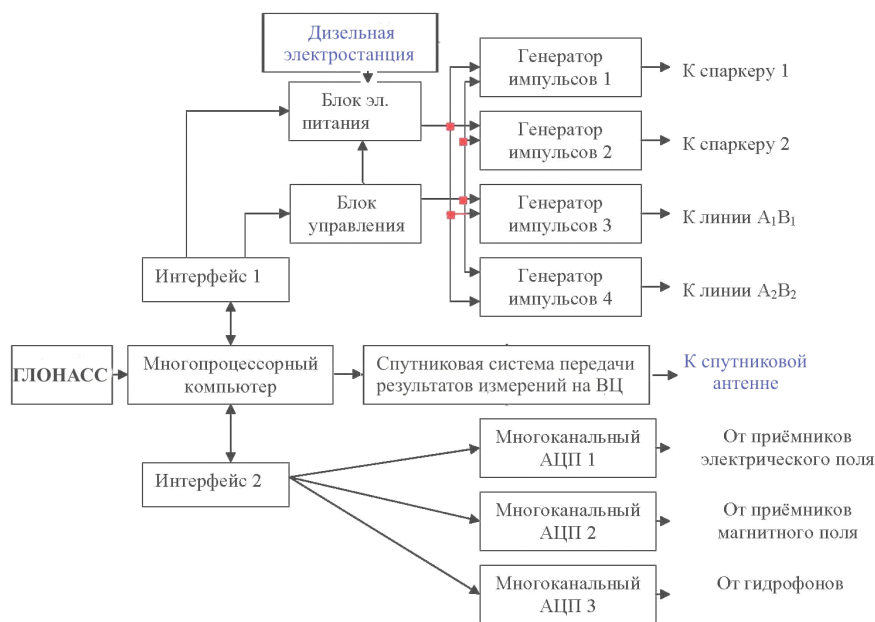 Дизельная
электростанция
Генератор
импульсов 1
К спаркеру 1
Блок эл.
питания
Генератор
импульсов 2
К спаркеру 2
Блок
управления
Генератор
импульсов 3
К линии А₁В₁
Интерфейс 1
Генератор
импульсов 4
К линии А₂В₂
ГЛОНАСС
Многопроцессорный
компьютер
Спутниковая система передачи
результатов измерений на ВЦ
К спутниковой
антенне
Многоканальный
АЦП 1
От приёмников
электрического поля
Интерфейс 2
Многоканальный
АЦП 2
От приёмников
магнитного поля
Многоканальный
АЦП 3
От гидрофонов